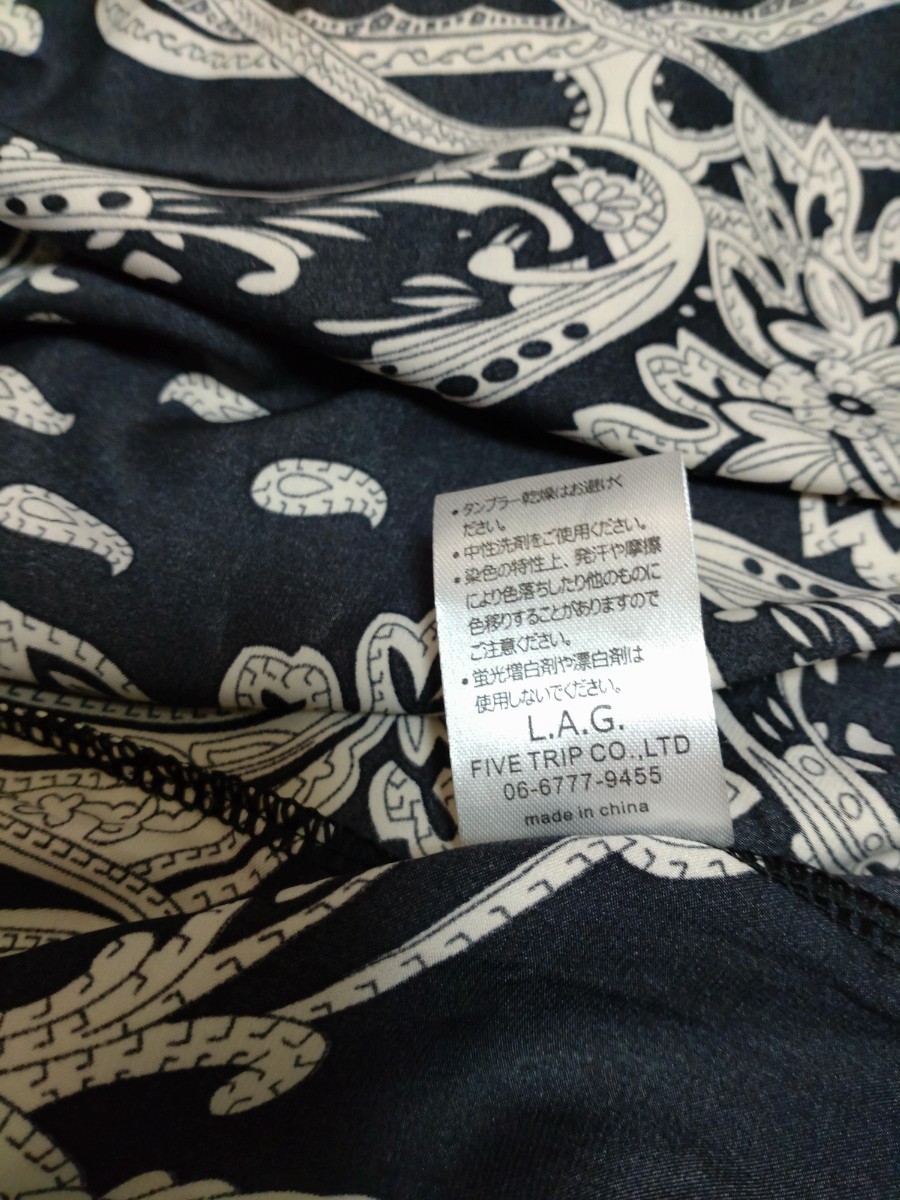 ・タンブラー乾燥はお避けく
ださい。
・中性洗剤をご使用ください。
・染色の特性上、発汗や摩擦
により色落ちしたり他のものに
色移りすることがありますので
ご注意ください。
・蛍光増白剤や漂白剤は
使用しないでください。
L.A.G.
FIVE TRIP CO.,LTD
06-6777-9455
made in china